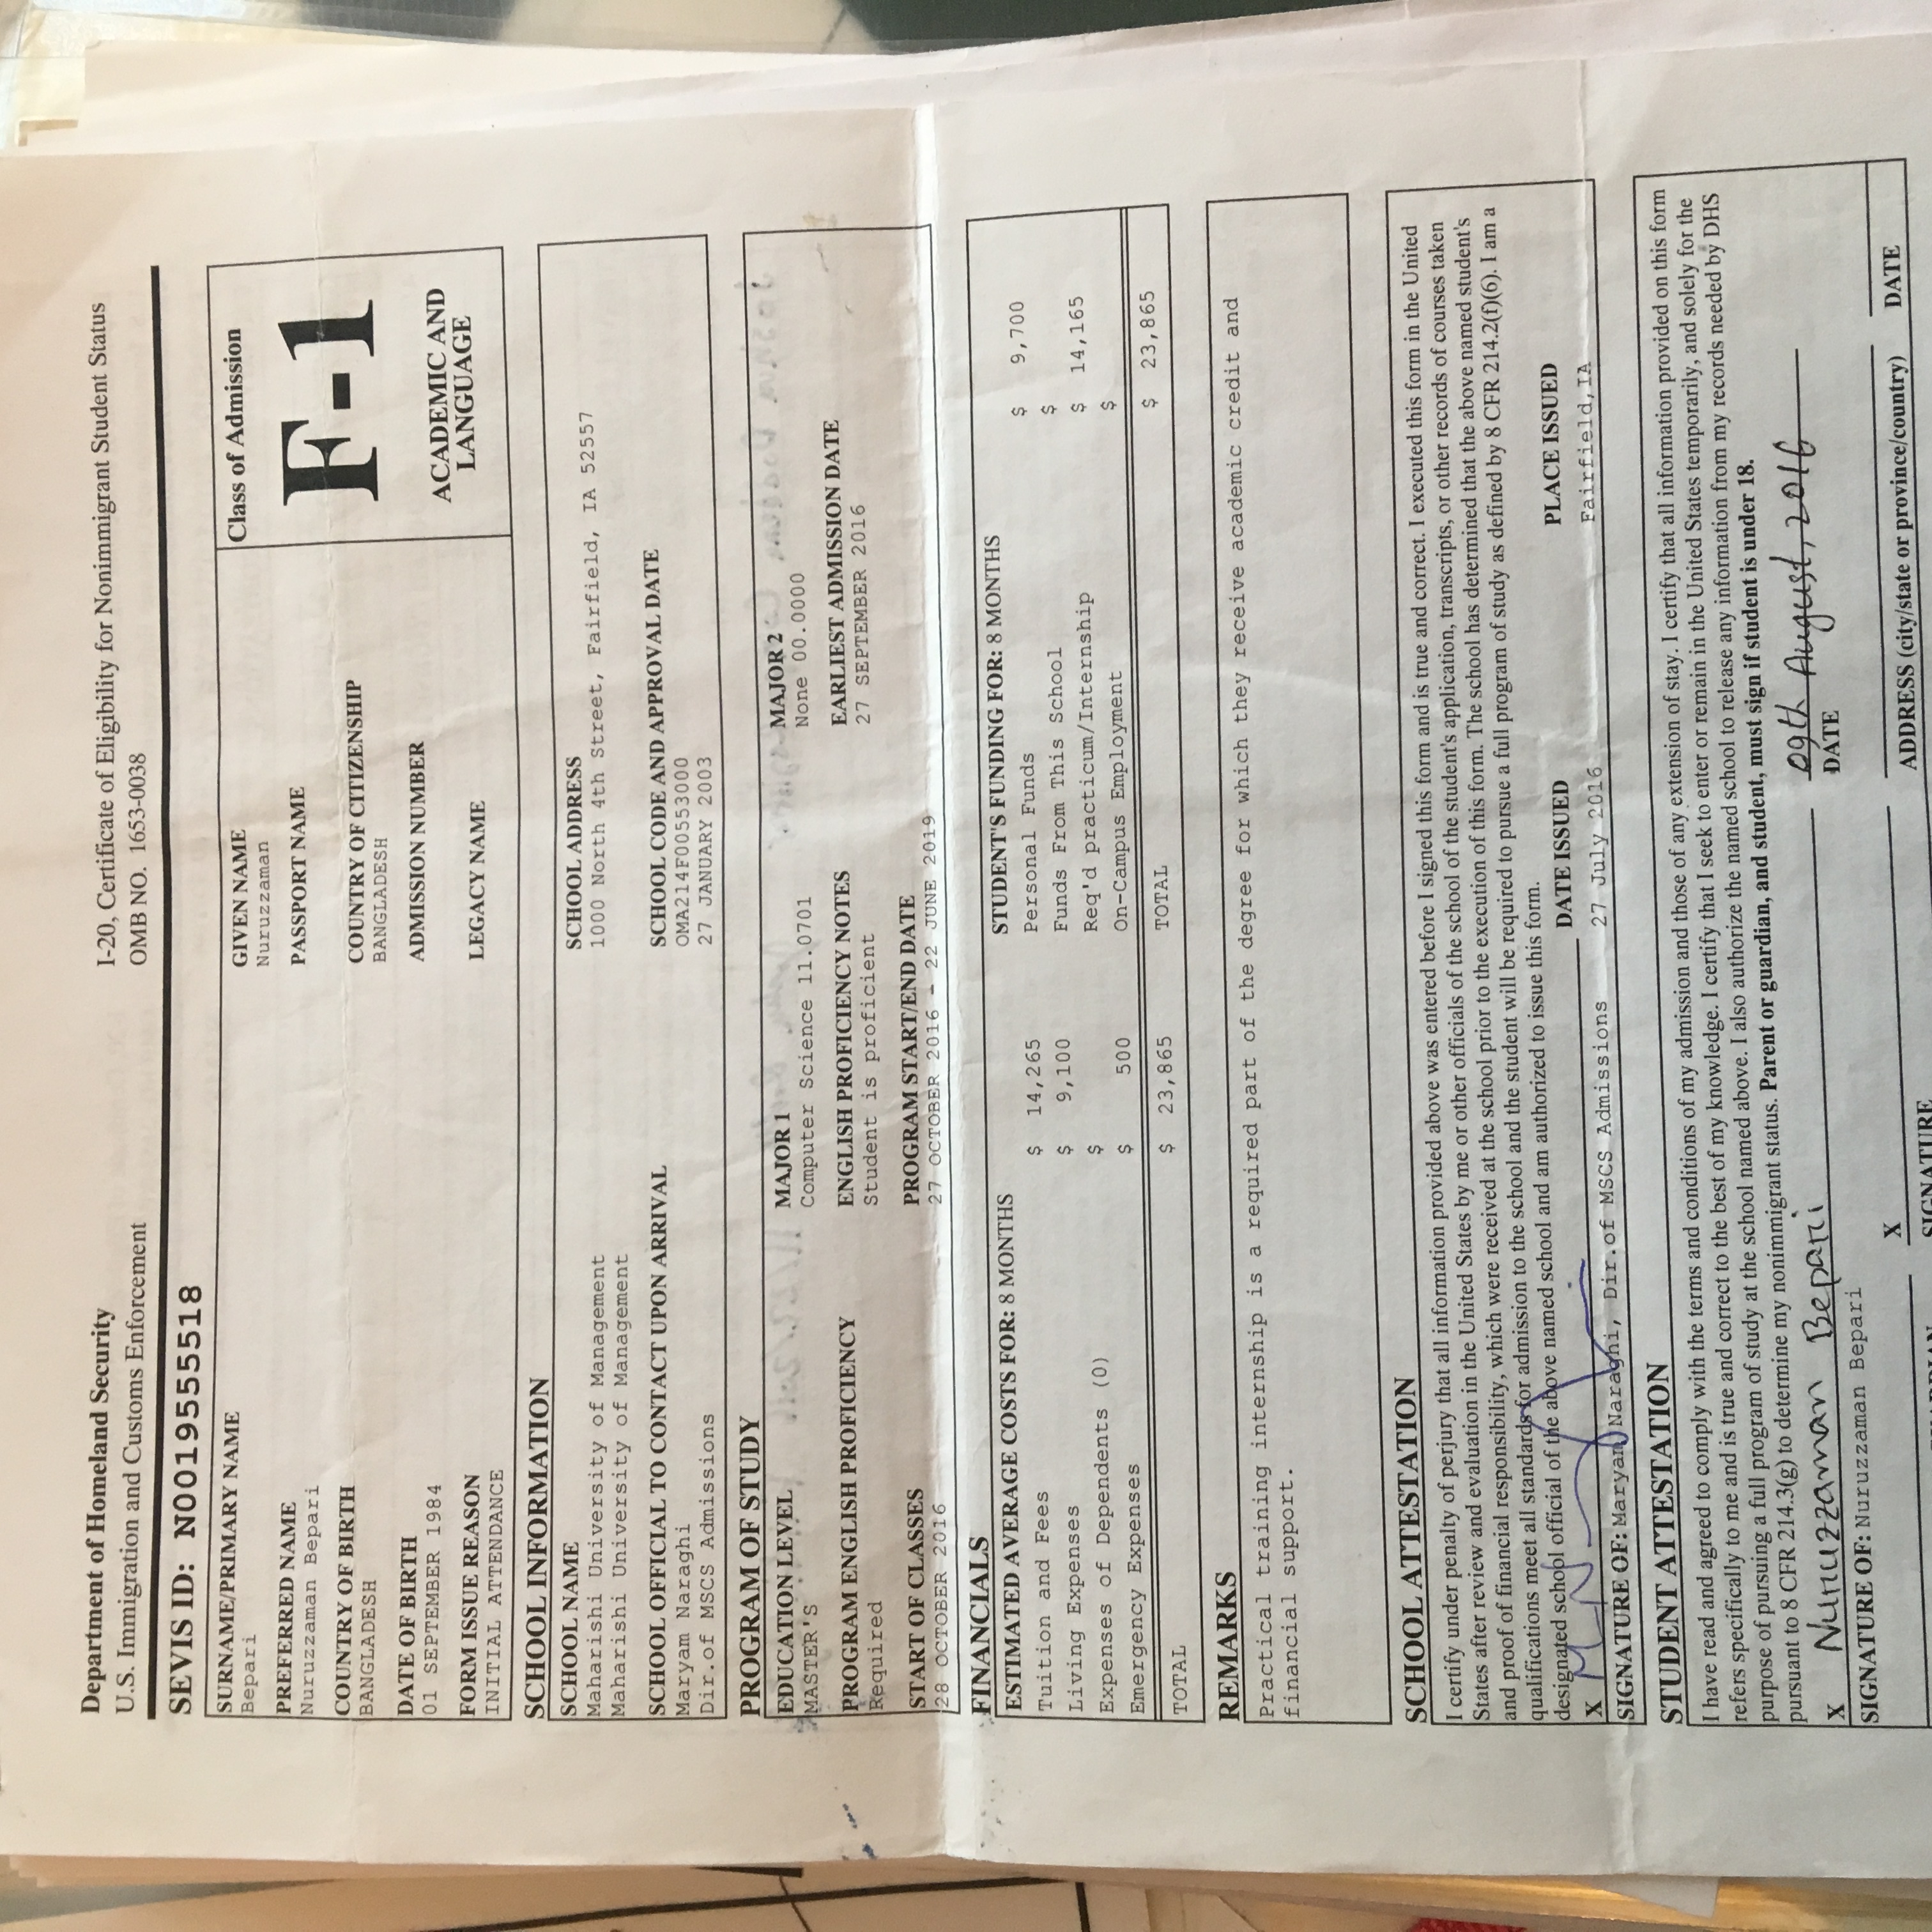 Department of Homeland Security
U.S. Immigration and Customs Enforcement
I-20, Certificate of Eligibility for Nonimmigrant Student Status
OMB NO. 1653-0038
SEVIS ID: N0019555518
SURNAME/PRIMARY NAME
Bepari
GIVEN NAME
Nuruzzaman
Class of Admission
PREFERRED NAME
Nuruzzaman Bepari
PASSPORT NAME
F-1
COUNTRY OF BIRTH
BANGLADESH
COUNTRY OF CITIZENSHIP
BANGLADESH
DATE OF BIRTH
01 SEPTEMBER 1984
ADMISSION NUMBER
ACADEMIC AND
LANGUAGE
FORM ISSUE REASON
INITIAL ATTENDANCE
LEGACY NAME
SCHOOL INFORMATION
SCHOOL NAME
Maharishi University of Management
Maharishi University of Management
SCHOOL ADDRESS
1000 North 4th Street, Fairfield, IA 52557
SCHOOL OFFICIAL TO CONTACT UPON ARRIVAL
Maryam Naraghi
Dir.of MSCS Admissions
SCHOOL CODE AND APPROVAL DATE
OMA214F00553000
27 JANUARY 2003
PROGRAM OF STUDY
EDUCATION LEVEL
MASTER'S
MAJOR 1
Computer Science 11.0701
MAJOR 2
None 00.0000
PROGRAM ENGLISH PROFICIENCY
Required
ENGLISH PROFICIENCY NOTES
Student is proficient
EARLIEST ADMISSION DATE
27 SEPTEMBER 2016
START OF CLASSES
28 OCTOBER 2016
PROGRAM START/END DATE
27 OCTOBER 2016 - 22 JUNE 2019
FINANCIALS
ESTIMATED AVERAGE COSTS FOR: 8 MONTHS
Tuition and Fees $ 14,265
Living Expenses $ 9,100
Expenses of Dependents (0) $
Emergency Expenses $ 500
TOTAL $ 23,865
STUDENT'S FUNDING FOR: 8 MONTHS
Personal Funds $ 9,700
Funds From This School $
Req'd practicum/Internship $ 14,165
On-Campus Employment $
TOTAL $ 23,865
REMARKS
Practical training internship is a required part of the degree for which they receive academic credit and
financial support.
SCHOOL ATTESTATION
I certify under penalty of perjury that all information provided above was entered before I signed this form and is true and correct. I executed this form in the United
States after review and evaluation in the United States by me or other officials of the school of the student's application, transcripts, or other records of courses taken
and proof of financial responsibility, which were received at the school prior to the execution of this form. The school has determined that the above named student's
qualifications meet all standards for admission to the school and the student will be required to pursue a full program of study as defined by 8 CFR 214.2(f)(6). I am a
designated school official of the above named school and am authorized to issue this form.
X
SIGNATURE OF: Maryam Naraghi, Dir.of MSCS Admissions
DATE ISSUED
27 July 2016
PLACE ISSUED
Fairfield,IA
STUDENT ATTESTATION
I have read and agreed to comply with the terms and conditions of my admission and those of any extension of stay. I certify that all information provided on this form
refers specifically to me and is true and correct to the best of my knowledge. I certify that I seek to enter or remain in the United States temporarily, and solely for the
purpose of pursuing a full program of study at the school named above. I also authorize the named school to release any information from my records needed by DHS
pursuant to 8 CFR 214.3(g) to determine my nonimmigrant status. Parent or guardian, and student, must sign if student is under 18.
X Nuruzzaman Bepari
09th August, 2016
SIGNATURE OF: Nuruzzaman Bepari
DATE
X
SIGNATURE
ADDRESS (city/state or province/country)
DATE